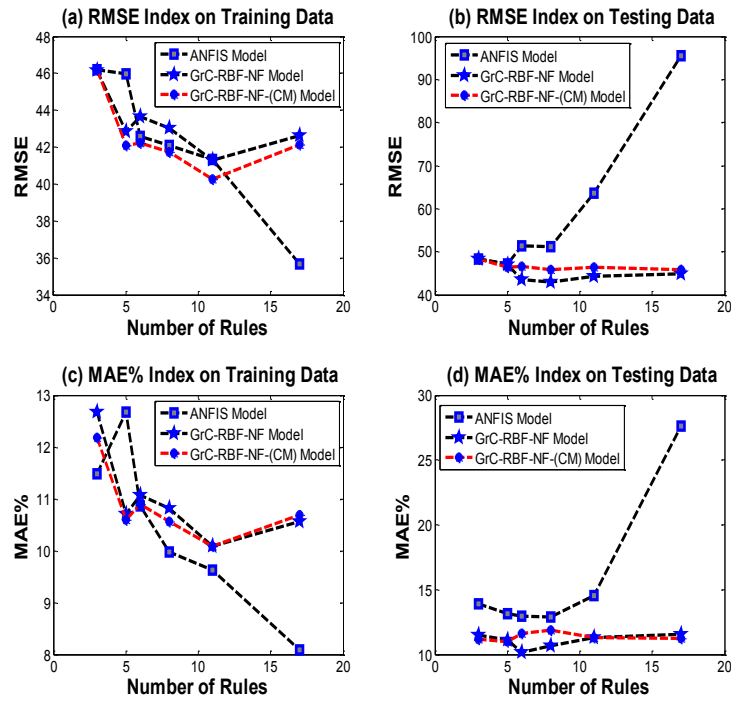 (a) RMSE Index on Training Data
48
46
44
42
40
38
36
34
RMSE
0
5
10
15
20
Number of Rules
ANFIS Model
GrC-RBF-NF Model
GrC-RBF-NF-(CM) Model
(b) RMSE Index on Testing Data
100
90
80
70
60
50
40
RMSE
0
5
10
15
20
Number of Rules
ANFIS Model
GrC-RBF-NF Model
GrC-RBF-NF-(CM) Model
(c) MAE% Index on Training Data
13
12
11
10
9
8
MAE%
0
5
10
15
20
Number of Rules
ANFIS Model
GrC-RBF-NF Model
GrC-RBF-NF-(CM) Model
(d) MAE% Index on Testing Data
30
25
20
15
10
MAE%
0
5
10
15
20
Number of Rules
ANFIS Model
GrC-RBF-NF Model
GrC-RBF-NF-(CM) Model